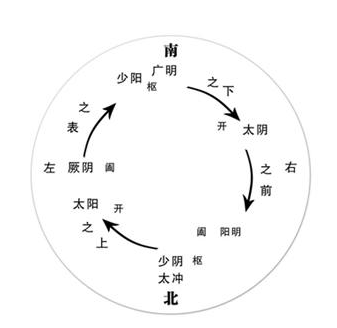 南
广明
少阳 枢
之下
之表
开 太阴
左 厥阴 阖
之前 右
太阳 开
之上
阖 阳明
少阴 枢
太冲
北